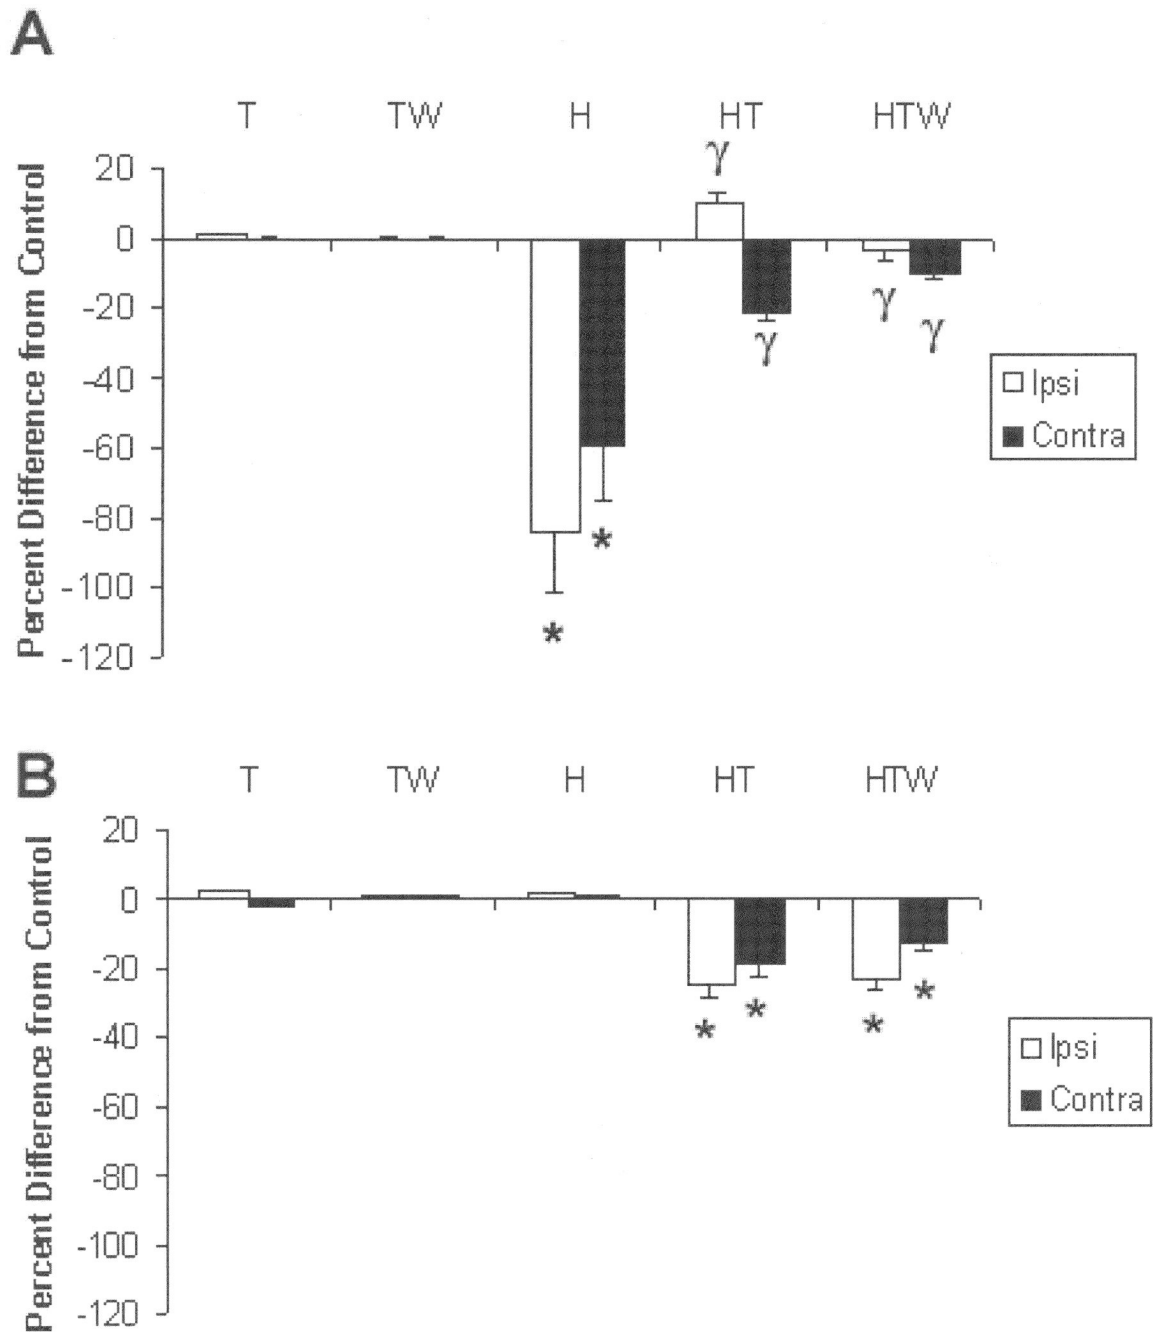 A
T TW H HT HTW
Percent Difference from Control
20
0
-20
-40
-60
-80
-100
-120
γ
γ
γ
γ
*
*
Ipsi
Contra
B
T TW H HT HTW
Percent Difference from Control
20
0
-20
-40
-60
-80
-100
-120
*
*
*
*
Ipsi
Contra